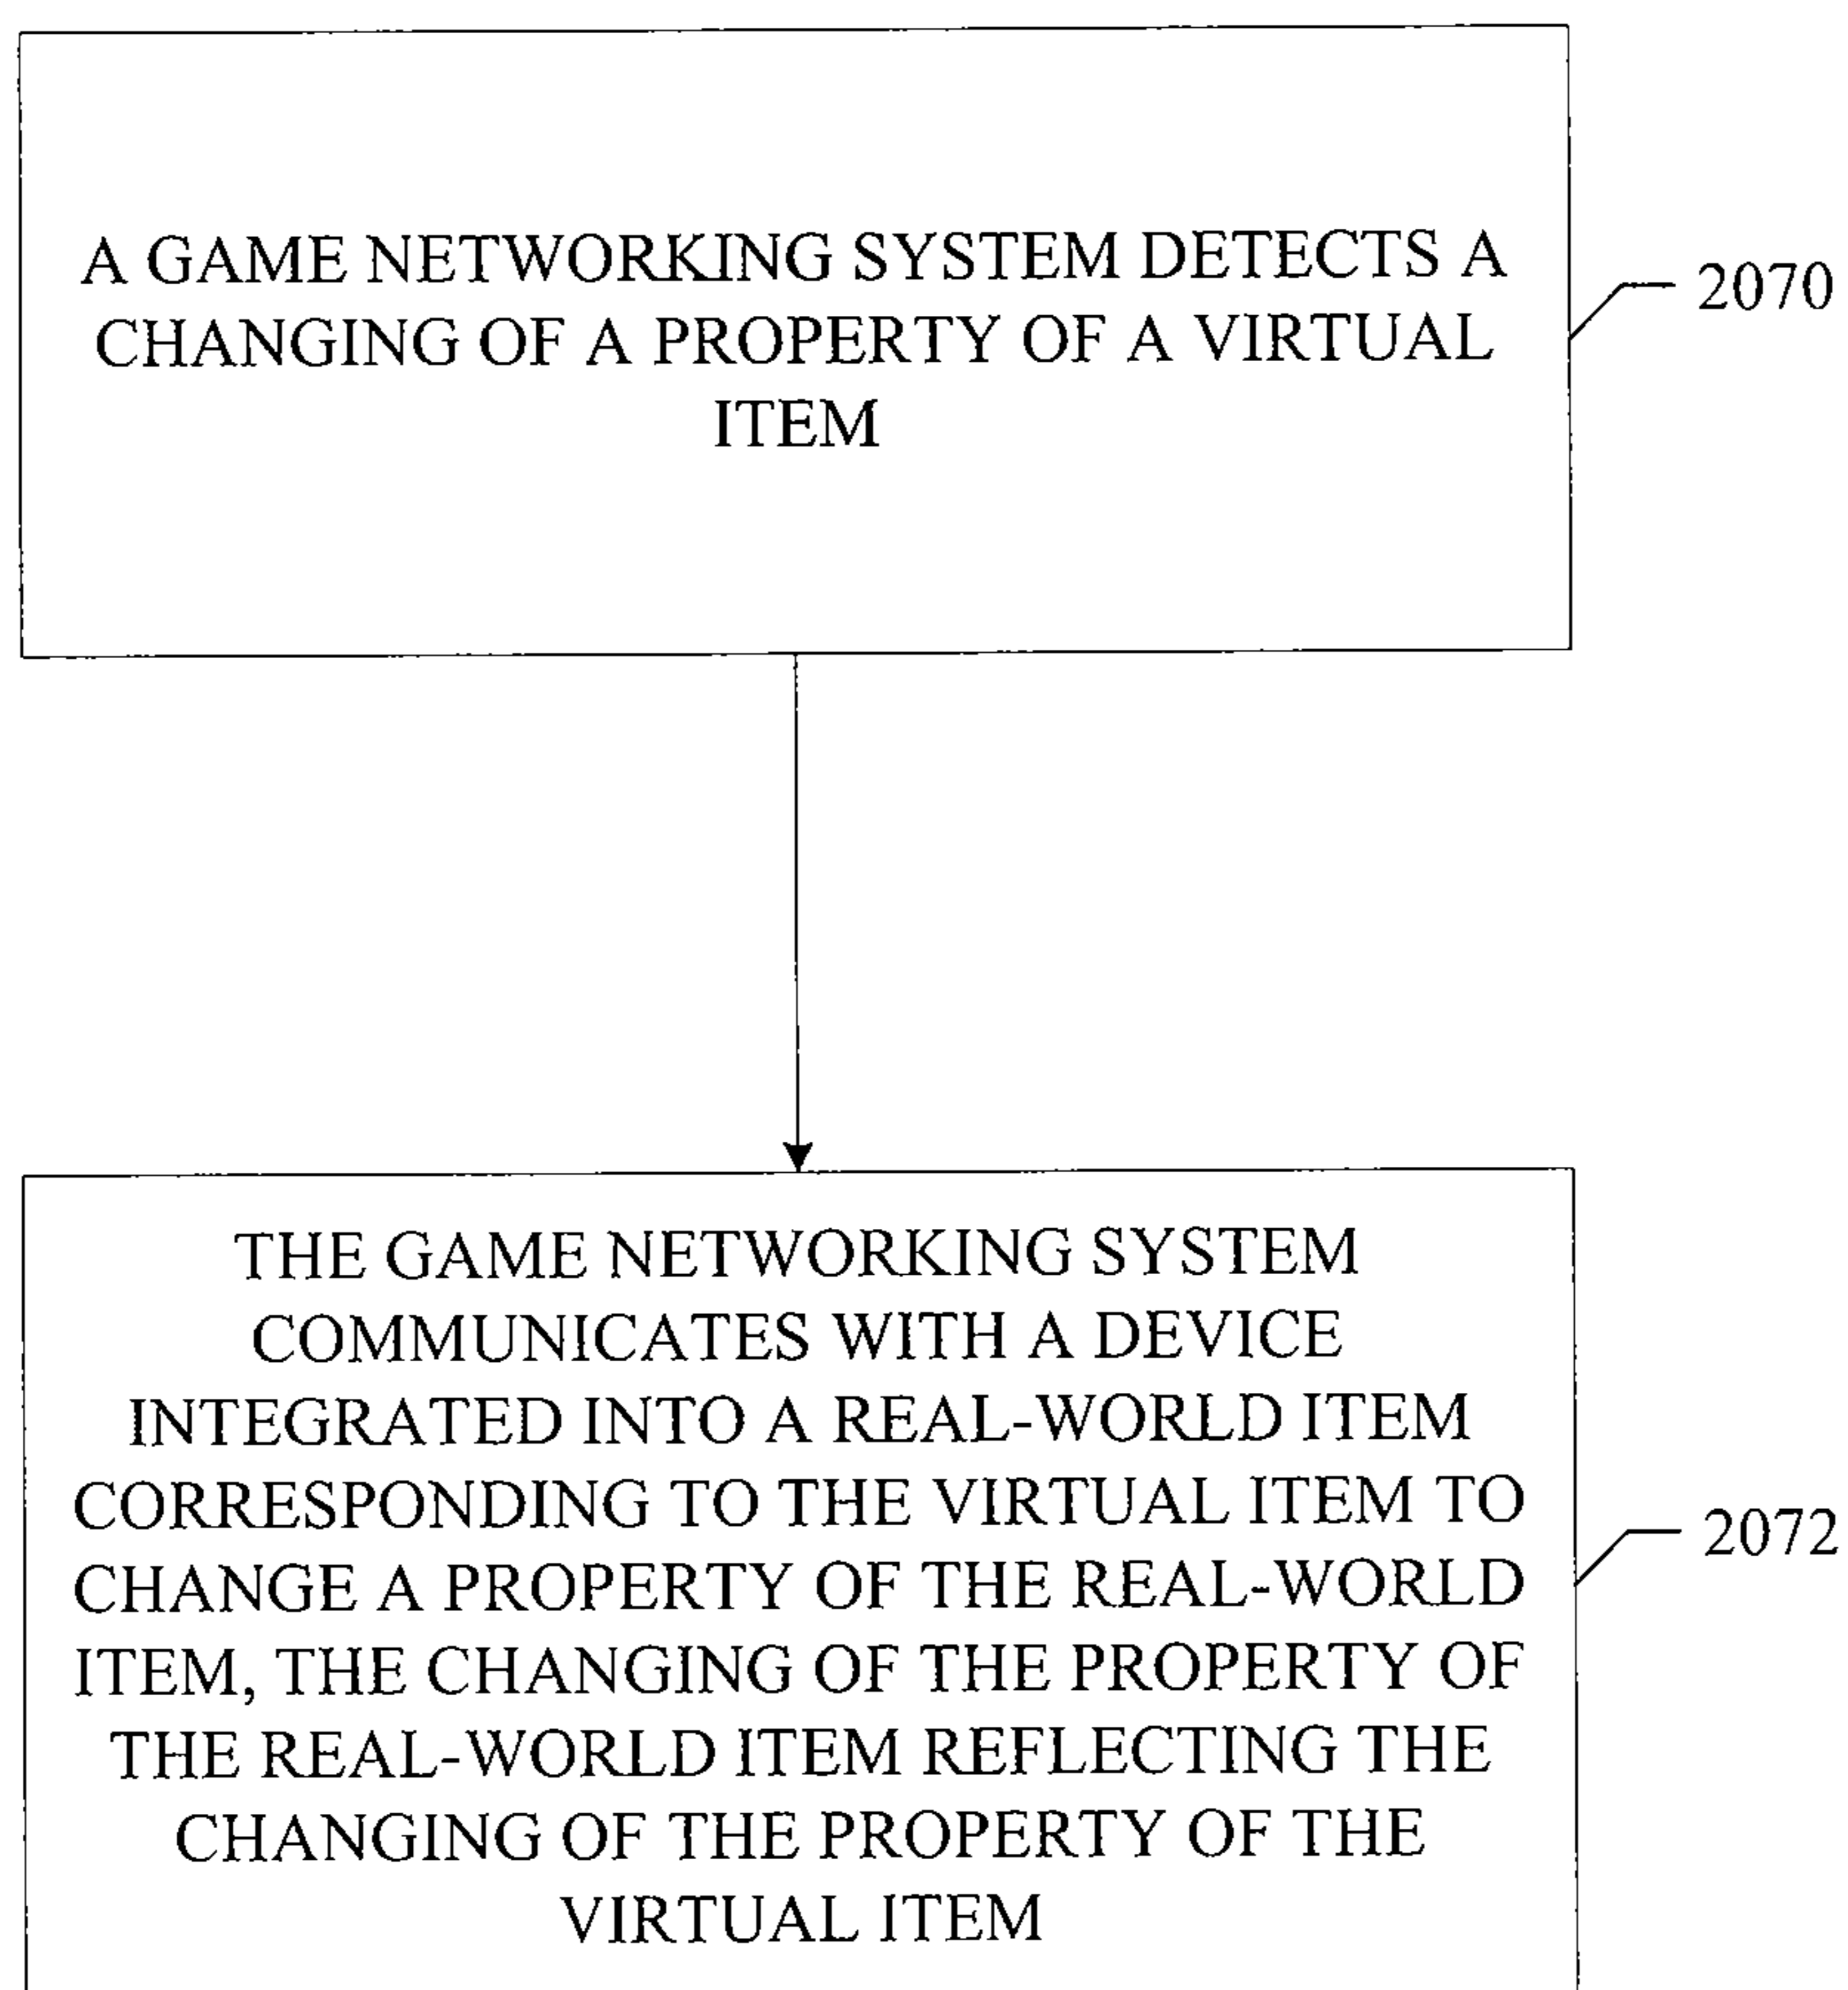 A GAME NETWORKING SYSTEM DETECTS A
CHANGING OF A PROPERTY OF A VIRTUAL
ITEM
2070
THE GAME NETWORKING SYSTEM
COMMUNICATES WITH A DEVICE
INTEGRATED INTO A REAL-WORLD ITEM
CORRESPONDING TO THE VIRTUAL ITEM TO
CHANGE A PROPERTY OF THE REAL-WORLD
ITEM, THE CHANGING OF THE PROPERTY OF
THE REAL-WORLD ITEM REFLECTING THE
CHANGING OF THE PROPERTY OF THE
VIRTUAL ITEM
2072